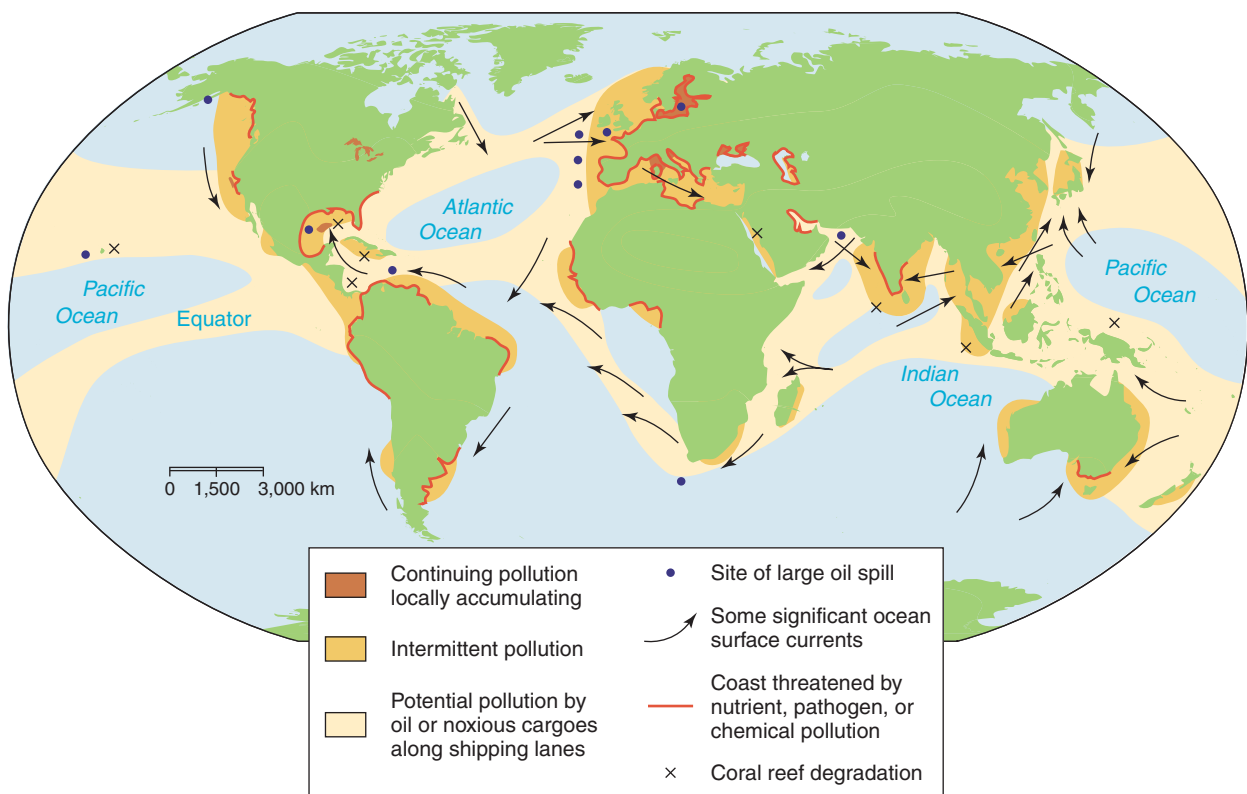 Atlantic
Ocean
Pacific
Ocean
Equator
Pacific
Ocean
Indian
Ocean
0 1,500 3,000 km
Continuing pollution
locally accumulating
Intermittent pollution
Potential pollution by
oil or noxious cargoes
along shipping lanes
Site of large oil spill
Some significant ocean
surface currents
Coast threatened by
nutrient, pathogen, or
chemical pollution
Coral reef degradation